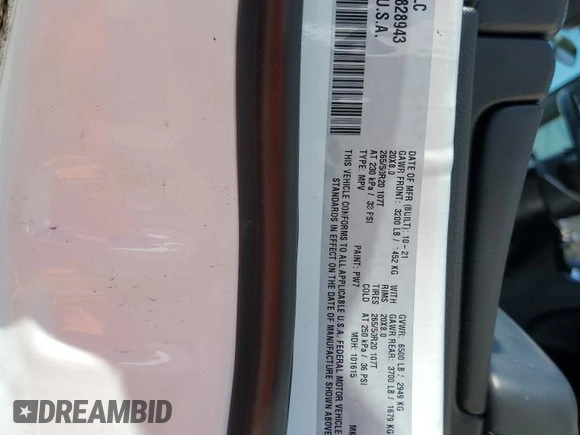 LC
828943
U.S.A.
DATE OF MFR (BUILT): 10-21 GVWR: 6500 LB / 2949 KG
GAWR FRONT: 3200 LB / 1452 KG WITH GAWR REAR: 3700 LB / 1679 KG
20X8.0 RIMS 20X8.0
265/50R20 107T TIRES 265/50R20 107T
AT 230 kPa / 33 PSI COLD AT 250 kPa / 36 PSI
TYPE: MPV PAINT: PW7 MDH: 101615
THIS VEHICLE CONFORMS TO ALL APPLICABLE U.S.A. FEDERAL MOTOR VEHICLE
STANDARDS IN EFFECT ON THE DATE OF MANUFACTURE SHOWN ABOVE
DREAMBID